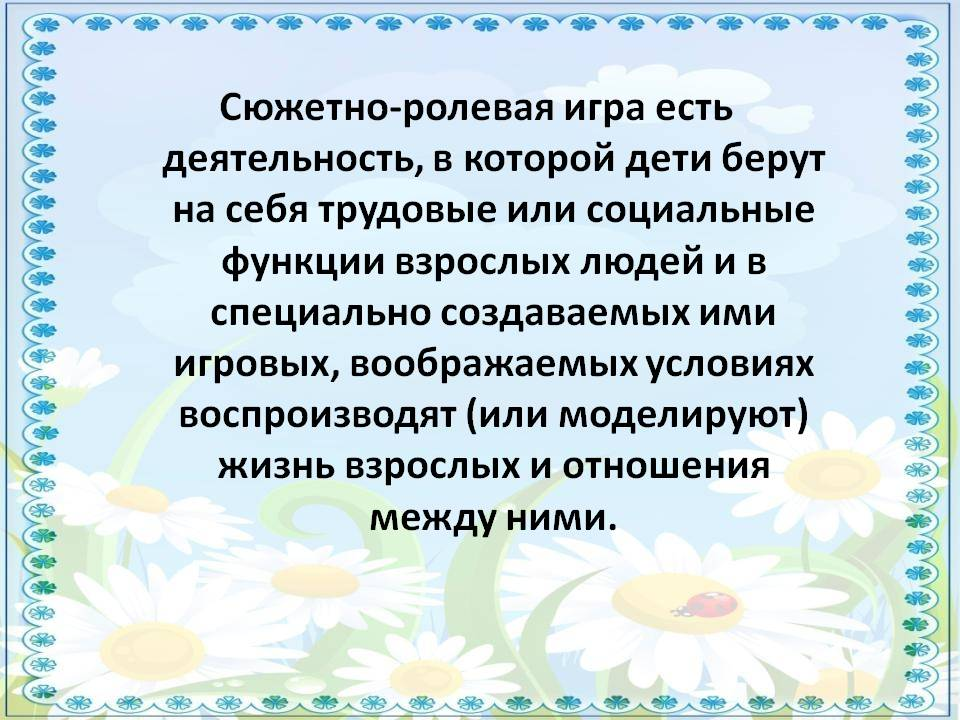 Сюжетно-ролевая игра есть
деятельность, в которой дети берут
на себя трудовые или социальные
функции взрослых людей и в
специально создаваемых ими
игровых, воображаемых условиях
воспроизводят (или моделируют)
жизнь взрослых и отношения
между ними.